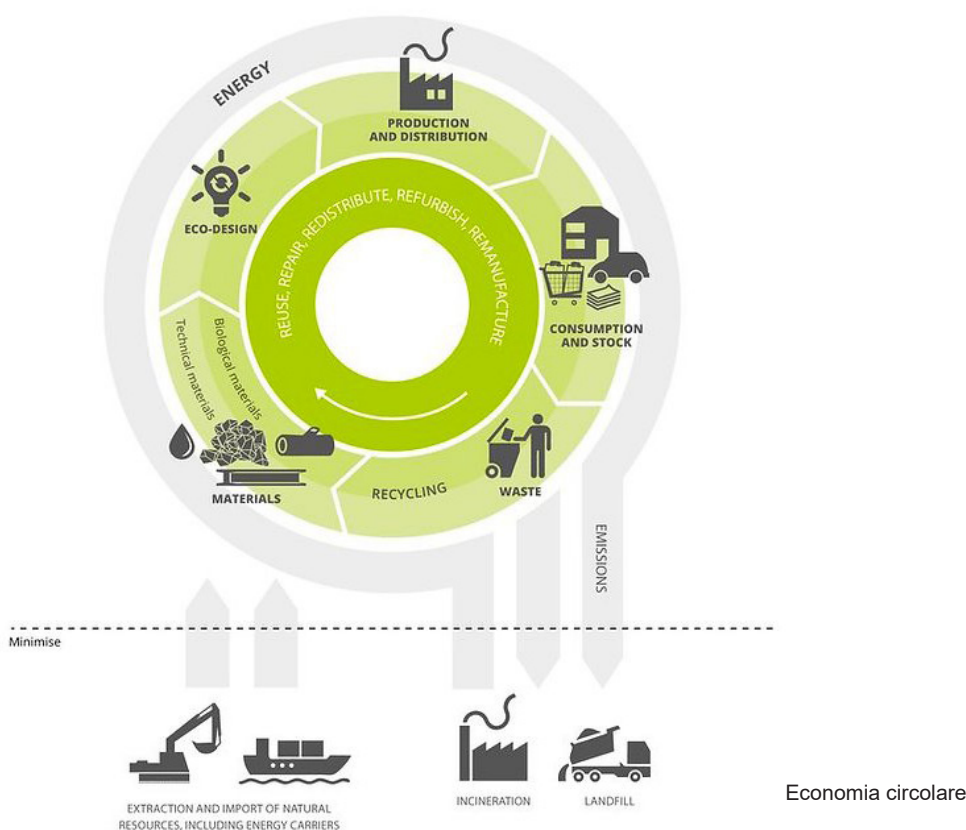 ENERGY
PRODUCTION
AND DISTRIBUTION
ECO-DESIGN
REUSE, REPAIR, REDISTRIBUTE, REFURBISH, REMANUFACTURE
CONSUMPTION
AND STOCK
Technical materials
Biological materials
MATERIALS
RECYCLING
WASTE
EMISSIONS
Minimise
EXTRACTION AND IMPORT OF NATURAL
RESOURCES, INCLUDING ENERGY CARRIERS
INCINERATION
LANDFILL
Economia circolare